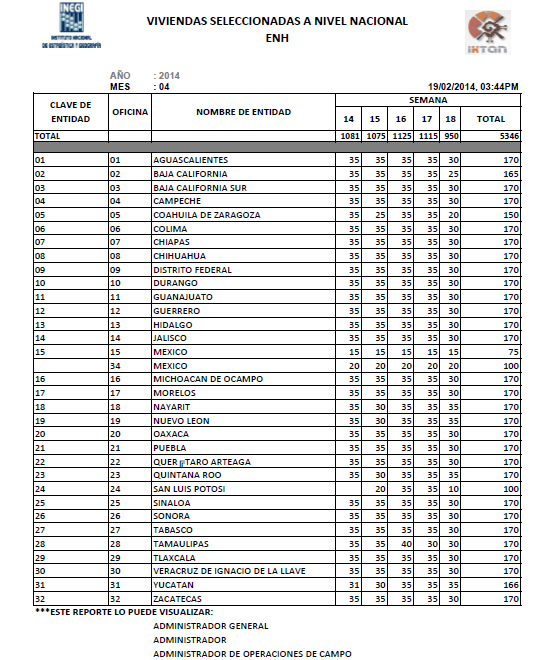 INEGI
INSTITUTO NACIONAL
DE ESTADÍSTICA Y GEOGRAFÍA
VIVIENDAS SELECCIONADAS A NIVEL NACIONAL
ENH
iKTAN
AÑO : 2014
MES : 04 19/02/2014, 03:44PM
CLAVE DE ENTIDAD OFICINA NOMBRE DE ENTIDAD SEMANA
14 15 16 17 18 TOTAL
TOTAL 1081 1075 1125 1115 950 5346
01 01 AGUASCALIENTES 35 35 35 35 30 170
02 02 BAJA CALIFORNIA 35 35 35 35 25 165
03 03 BAJA CALIFORNIA SUR 35 35 35 35 30 170
04 04 CAMPECHE 35 35 35 35 30 170
05 05 COAHUILA DE ZARAGOZA 35 25 35 35 20 150
06 06 COLIMA 35 35 35 35 30 170
07 07 CHIAPAS 35 35 35 35 30 170
08 08 CHIHUAHUA 35 35 35 35 30 170
09 09 DISTRITO FEDERAL 35 35 35 35 30 170
10 10 DURANGO 35 35 35 35 30 170
11 11 GUANAJUATO 35 35 35 35 30 170
12 12 GUERRERO 35 35 35 35 30 170
13 13 HIDALGO 35 35 35 35 30 170
14 14 JALISCO 35 35 35 35 30 170
15 15 MEXICO 15 15 15 15 15 75
34 MEXICO 20 20 20 20 20 100
16 16 MICHOACAN DE OCAMPO 35 35 35 35 30 170
17 17 MORELOS 35 35 35 35 30 170
18 18 NAYARIT 35 30 35 35 35 170
19 19 NUEVO LEON 35 30 35 35 35 170
20 20 OAXACA 35 35 35 35 30 170
21 21 PUEBLA 35 35 35 35 30 170
22 22 QUER TARO ARTEAGA 35 35 35 35 30 170
23 23 QUINTANA ROO 35 30 35 35 35 170
24 24 SAN LUIS POTOSI 20 35 35 10 100
25 25 SINALOA 35 35 35 35 30 170
26 26 SONORA 35 35 35 35 30 170
27 27 TABASCO 35 35 35 35 30 170
28 28 TAMAULIPAS 35 35 40 30 30 170
29 29 TLAXCALA 35 35 35 35 30 170
30 30 VERACRUZ DE IGNACIO DE LA LLAVE 35 35 35 35 30 170
31 31 YUCATAN 31 30 35 35 35 166
32 32 ZACATECAS 35 35 35 35 30 170
***ESTE REPORTE LO PUEDE VISUALIZAR:
ADMINISTRADOR GENERAL
ADMINISTRADOR
ADMINISTRADOR DE OPERACIONES DE CAMPO